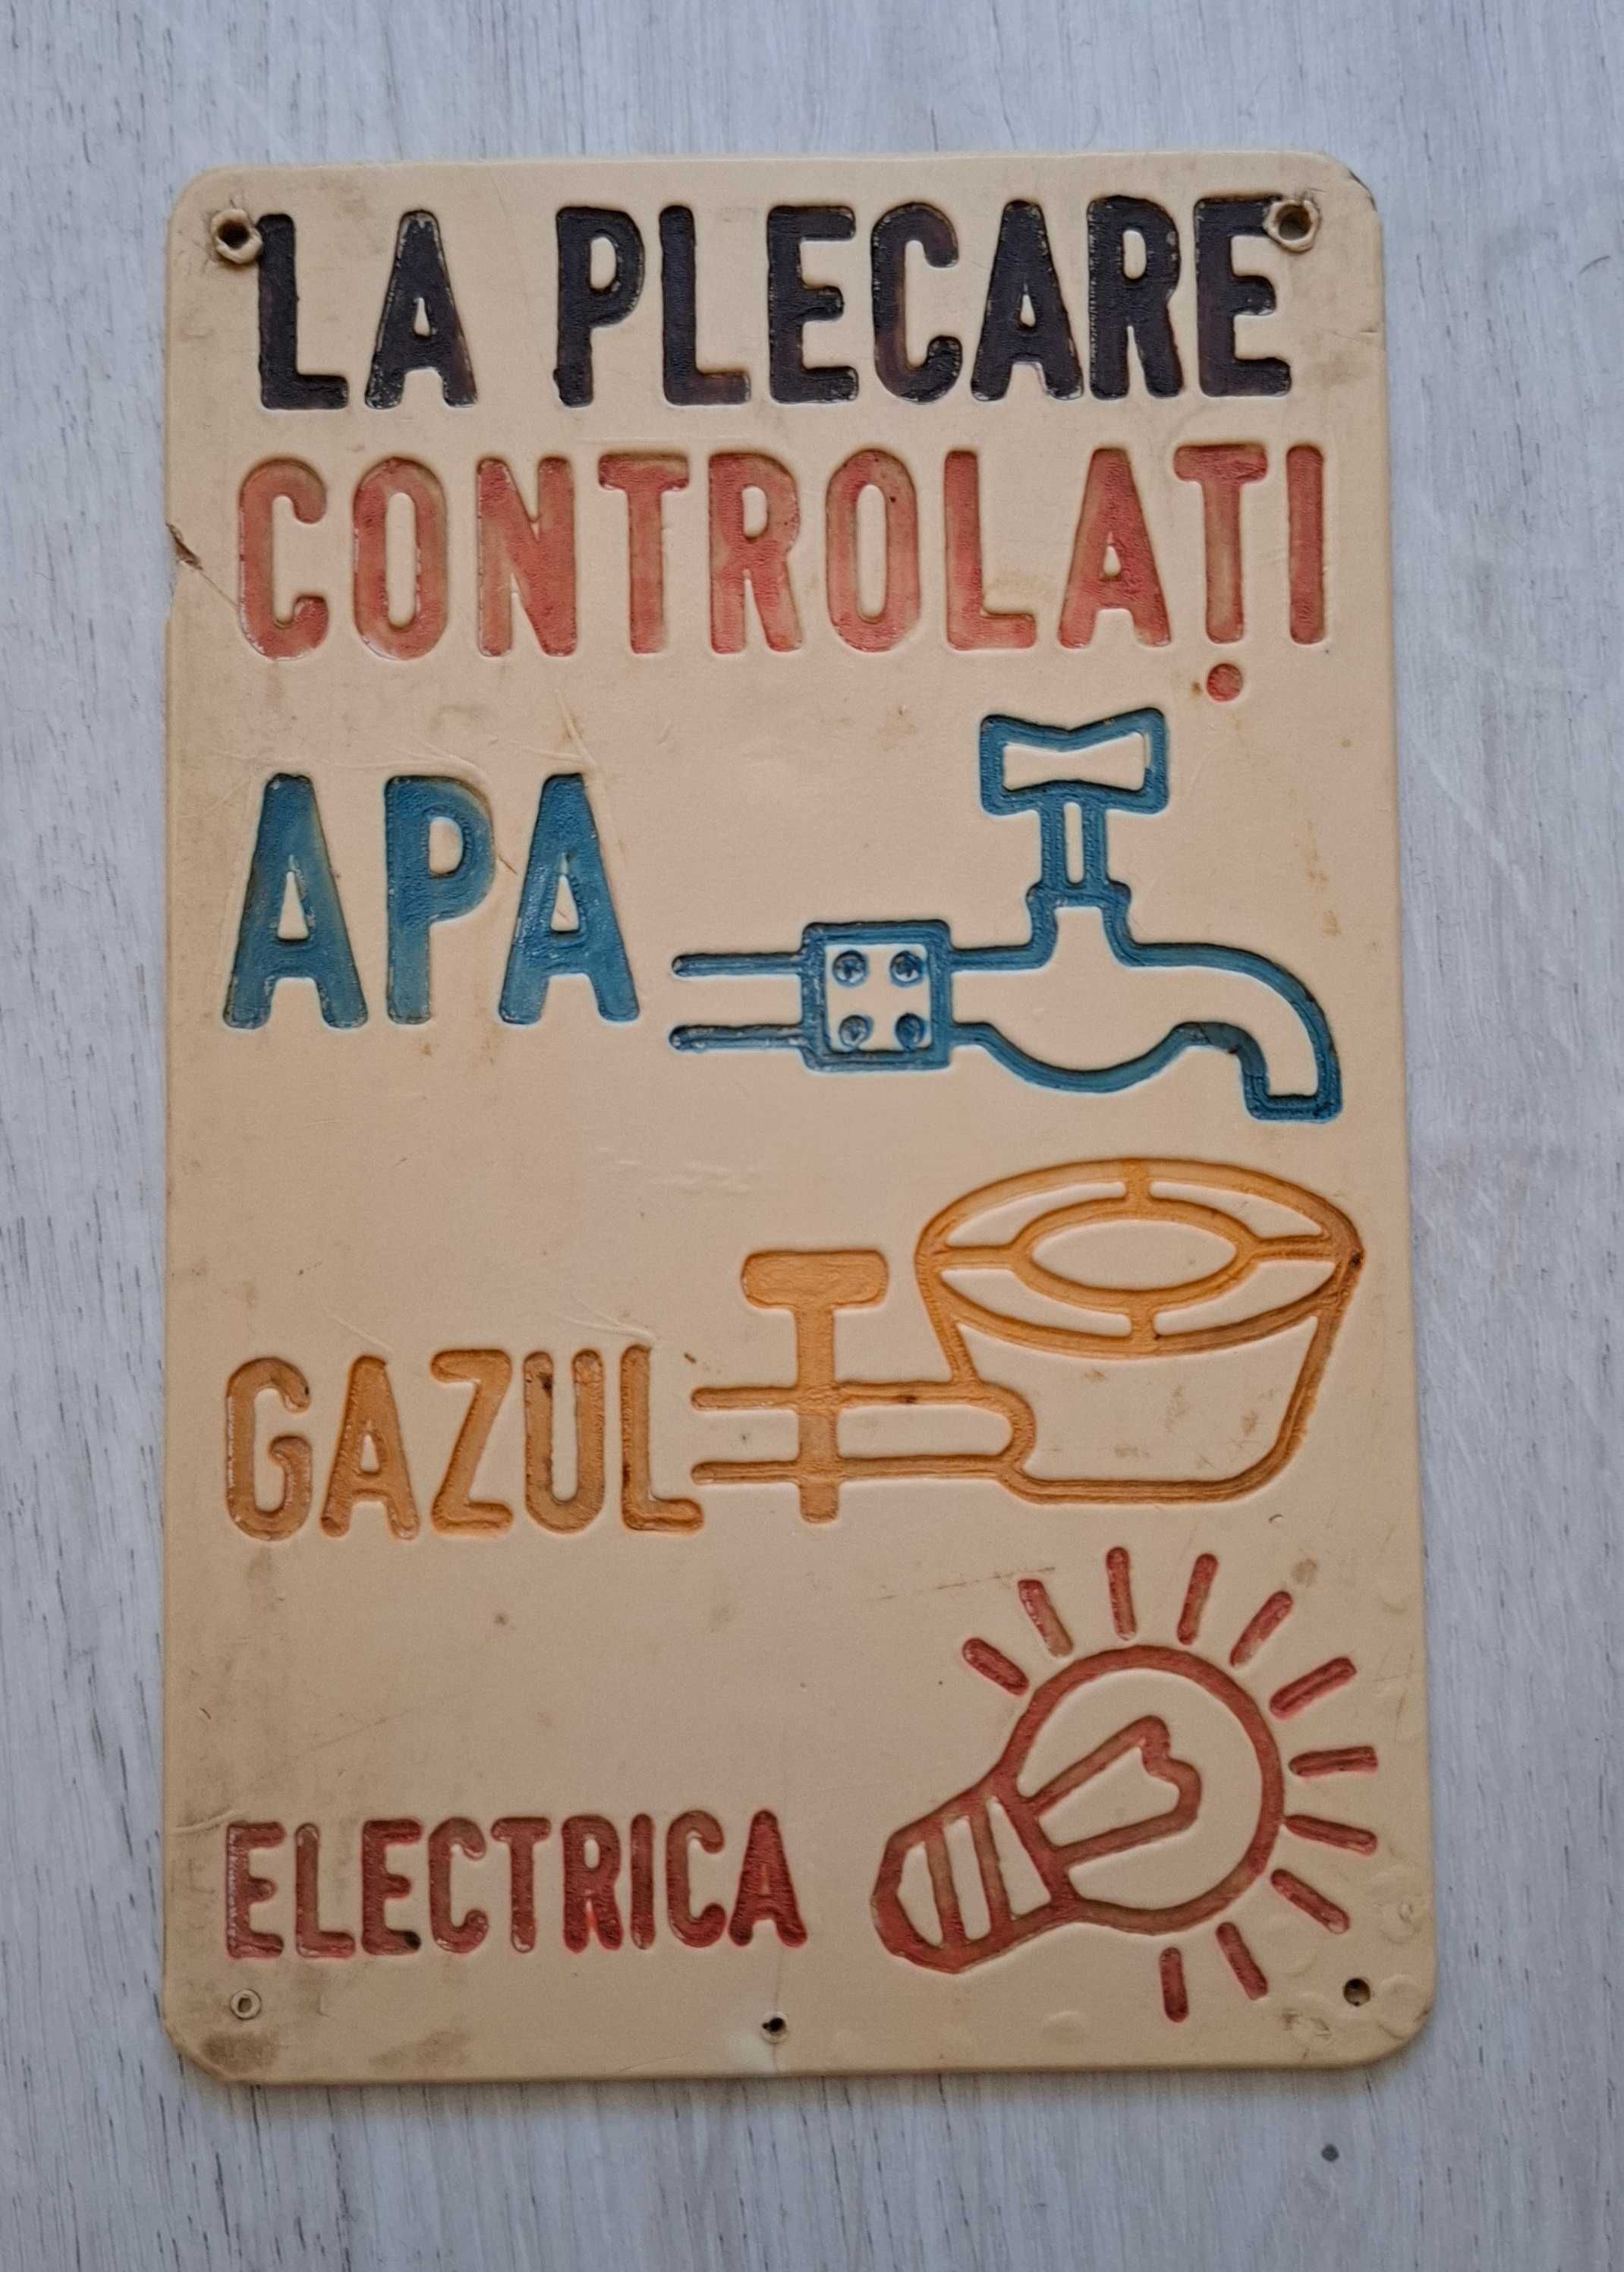 LA PLECARE
CONTROLAȚI
APA
GAZUL
ELECTRICA